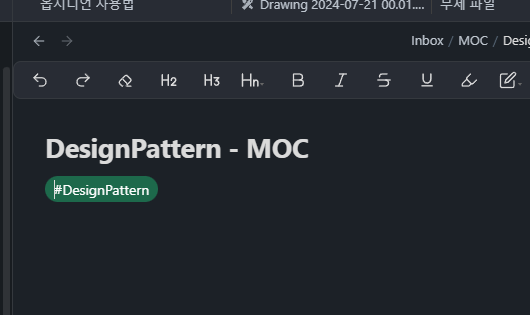 옵시디언 사용법
Drawing 2024-07-21 00.01....
무제 파일
Inbox / MOC / Desig
H2 H3 Hn B I S U
DesignPattern - MOC
#DesignPattern